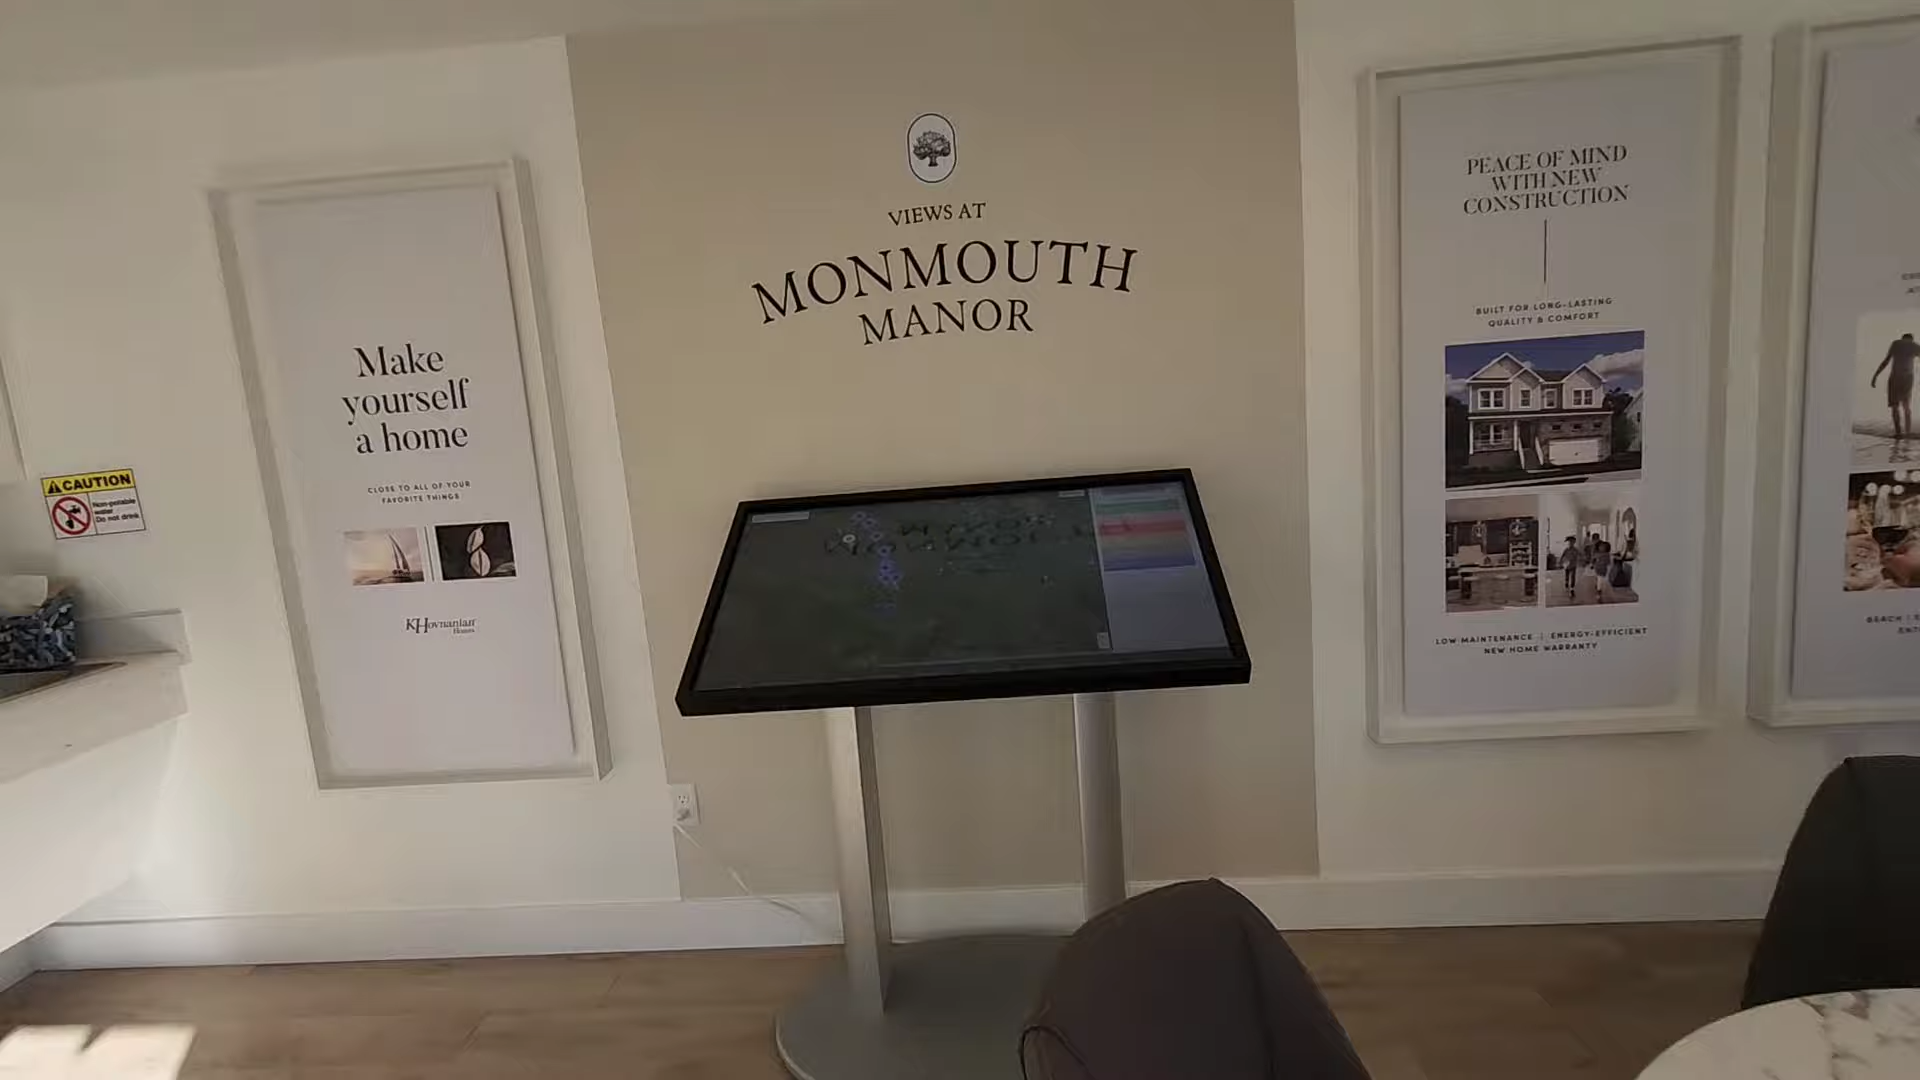 CAUTION
Non-potable
water
Do not drink
Make
yourself
a home
CLOSE TO ALL OF YOUR
FAVORITE THINGS
KHovnanian
Homes
VIEWS AT
MONMOUTH
MANOR
PEACE OF MIND
WITH NEW
CONSTRUCTION
BUILT FOR LONG-LASTING
QUALITY & COMFORT
LOW MAINTENANCE | ENERGY-EFFICIENT
NEW HOME WARRANTY
BEACH